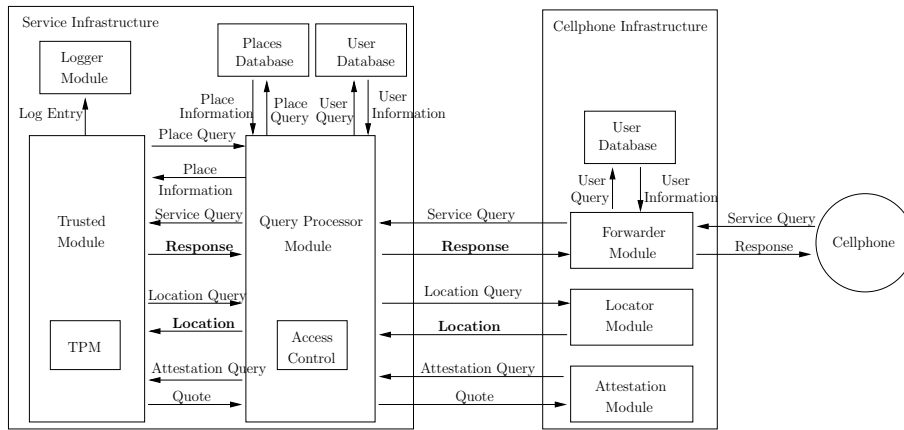 Service Infrastructure
Cellphone Infrastructure
Logger
Module
Places
Database
User
Database
Log Entry
Place
Information
Place
Query
User
Query
User
Information
Place Query
Place
Information
Service Query
Response
Location Query
Location
Attestation Query
Quote
Trusted
Module
TPM
Query Processor
Module
Access
Control
Service Query
Response
Location Query
Location
Attestation Query
Quote
User
Database
User
Query
User
Information
Forwarder
Module
Locator
Module
Attestation
Module
Service Query
Response
Cellphone